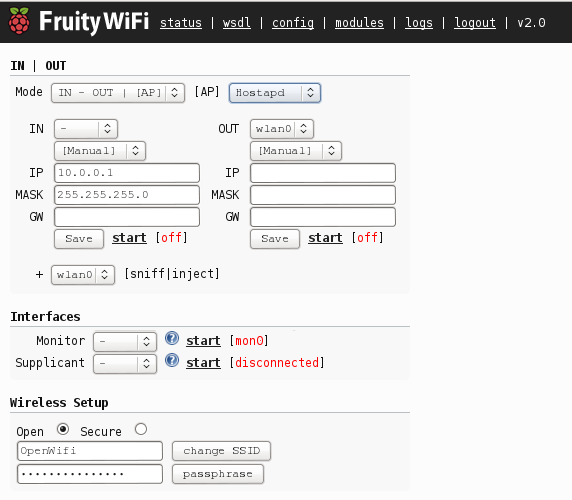 FruityWiFi status | wsdl | config | modules | logs | logout | v2.0
IN | OUT
Mode IN - OUT | [AP] [AP] Hostapd
IN - OUT wlan0
[Manual] [Manual]
IP 10.0.0.1 IP
MASK 255.255.255.0 MASK
GW GW
Save start [off] Save start [off]
+ wlan0 [sniff|inject]
Interfaces
Monitor - ? start [mon0]
Supplicant - ? start [disconnected]
Wireless Setup
Open Secure
OpenWifi change SSID
••••••••••••••• passphrase